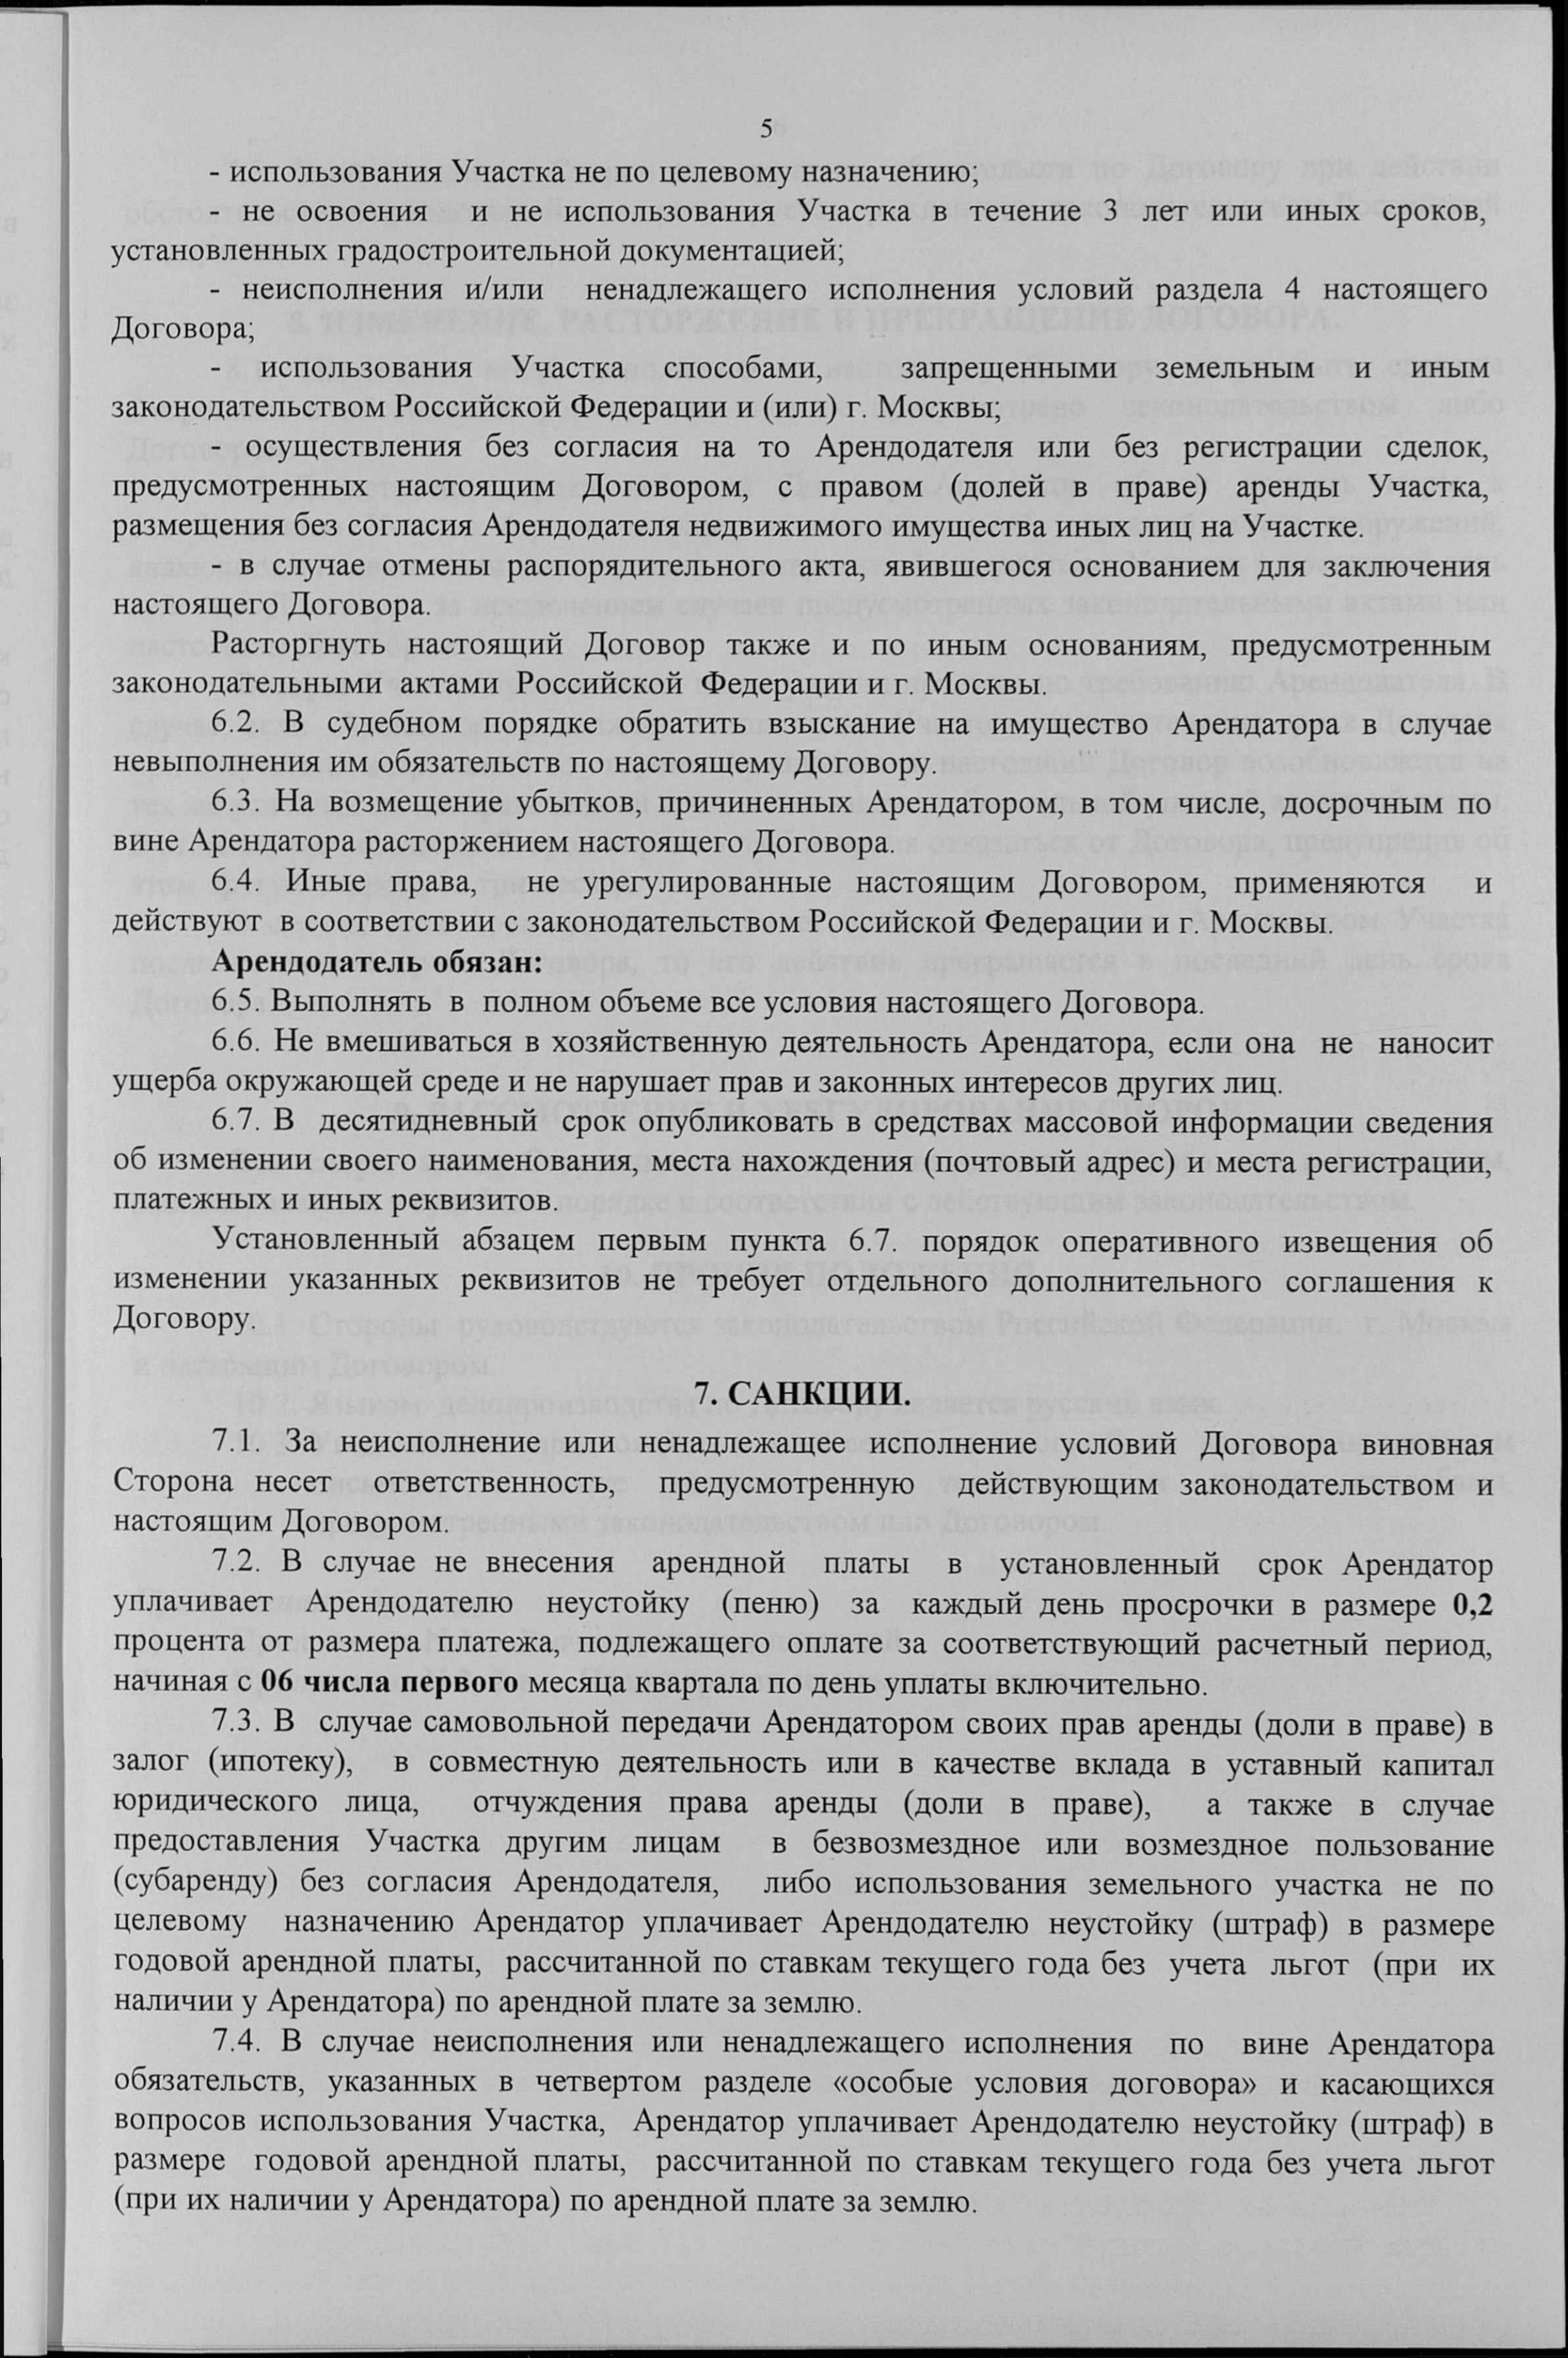 5
- использования Участка не по целевому назначению;
- не освоения и не использования Участка в течение 3 лет или иных сроков,
установленных градостроительной документацией;
- неисполнения и/или ненадлежащего исполнения условий раздела 4 настоящего
Договора;
- использования Участка способами, запрещенными земельным и иным
законодательством Российской Федерации и (или) г. Москвы;
- осуществления без согласия на то Арендодателя или без регистрации сделок,
предусмотренных настоящим Договором, с правом (долей в праве) аренды Участка,
размещения без согласия Арендодателя недвижимого имущества иных лиц на Участке.
- в случае отмены распорядительного акта, явившегося основанием для заключения
настоящего Договора.
Расторгнуть настоящий Договор также и по иным основаниям, предусмотренным
законодательными актами Российской Федерации и г. Москвы.
6.2. В судебном порядке обратить взыскание на имущество Арендатора в случае
невыполнения им обязательств по настоящему Договору.
6.3. На возмещение убытков, причиненных Арендатором, в том числе, досрочным по
вине Арендатора расторжением настоящего Договора.
6.4. Иные права, не урегулированные настоящим Договором, применяются и
действуют в соответствии с законодательством Российской Федерации и г. Москвы.
Арендодатель обязан:
6.5. Выполнять в полном объеме все условия настоящего Договора.
6.6. Не вмешиваться в хозяйственную деятельность Арендатора, если она не наносит
ущерба окружающей среде и не нарушает прав и законных интересов других лиц.
6.7. В десятидневный срок опубликовать в средствах массовой информации сведения
об изменении своего наименования, места нахождения (почтовый адрес) и места регистрации,
платежных и иных реквизитов.
Установленный абзацем первым пункта 6.7. порядок оперативного извещения об
изменении указанных реквизитов не требует отдельного дополнительного соглашения к
Договору.
7. САНКЦИИ.
7.1. За неисполнение или ненадлежащее исполнение условий Договора виновная
Сторона несет ответственность, предусмотренную действующим законодательством и
настоящим Договором.
7.2. В случае не внесения арендной платы в установленный срок Арендатор
уплачивает Арендодателю неустойку (пеню) за каждый день просрочки в размере 0,2
процента от размера платежа, подлежащего оплате за соответствующий расчетный период,
начиная с 06 числа первого месяца квартала по день уплаты включительно.
7.3. В случае самовольной передачи Арендатором своих прав аренды (доли в праве) в
залог (ипотеку), в совместную деятельность или в качестве вклада в уставный капитал
юридического лица, отчуждения права аренды (доли в праве), а также в случае
предоставления Участка другим лицам в безвозмездное или возмездное пользование
(субаренду) без согласия Арендодателя, либо использования земельного участка не по
целевому назначению Арендатор уплачивает Арендодателю неустойку (штраф) в размере
годовой арендной платы, рассчитанной по ставкам текущего года без учета льгот (при их
наличии у Арендатора) по арендной плате за землю.
7.4. В случае неисполнения или ненадлежащего исполнения по вине Арендатора
обязательств, указанных в четвертом разделе «особые условия договора» и касающихся
вопросов использования Участка, Арендатор уплачивает Арендодателю неустойку (штраф) в
размере годовой арендной платы, рассчитанной по ставкам текущего года без учета льгот
(при их наличии у Арендатора) по арендной плате за землю.